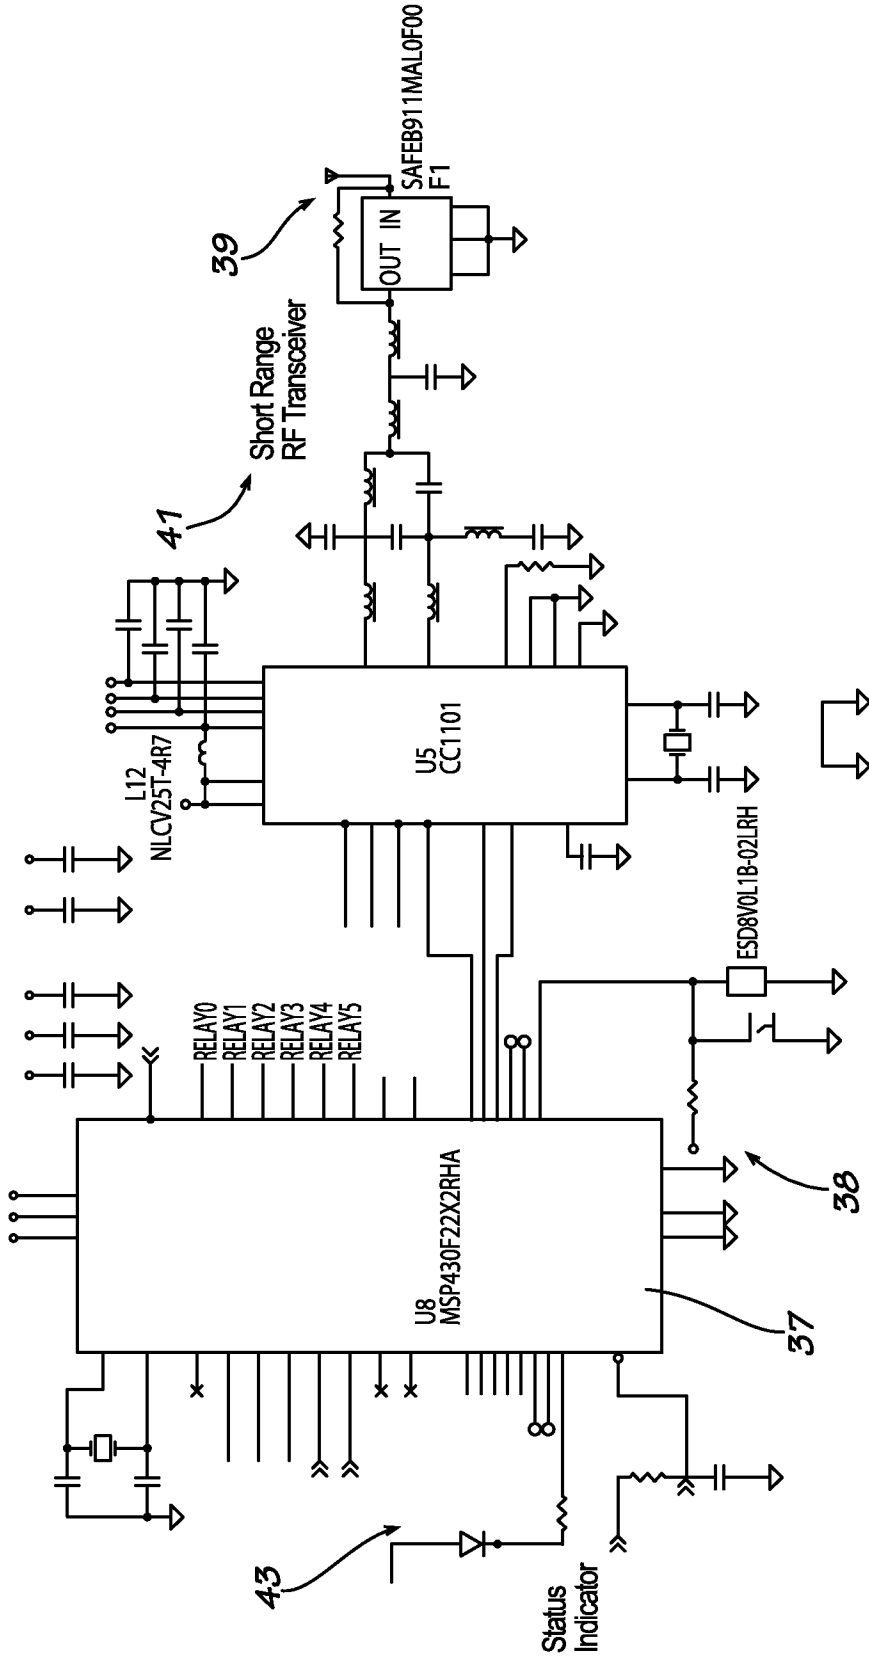 39
SAFEB911MAL0F00
F1
OUT IN
41
Short Range
RF Transceiver
L12
NLCV25T-4R7
U5
CC1101
ESD8V0L1B-02LRH
RELAY0
RELAY1
RELAY2
RELAY3
RELAY4
RELAY5
U8
MSP430F22X2RHA
38
37
43
Status
Indicator